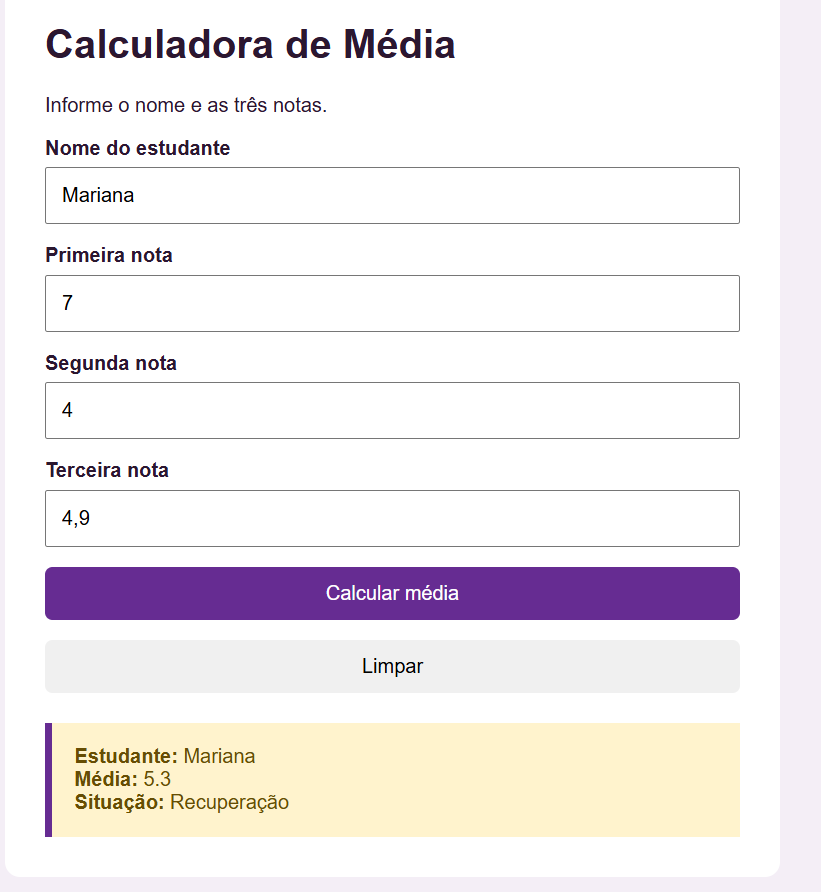 Calculadora de Média
Informe o nome e as três notas.
Nome do estudante
Mariana
Primeira nota
7
Segunda nota
4
Terceira nota
4,9
Calcular média
Limpar
Estudante: Mariana
Média: 5.3
Situação: Recuperação